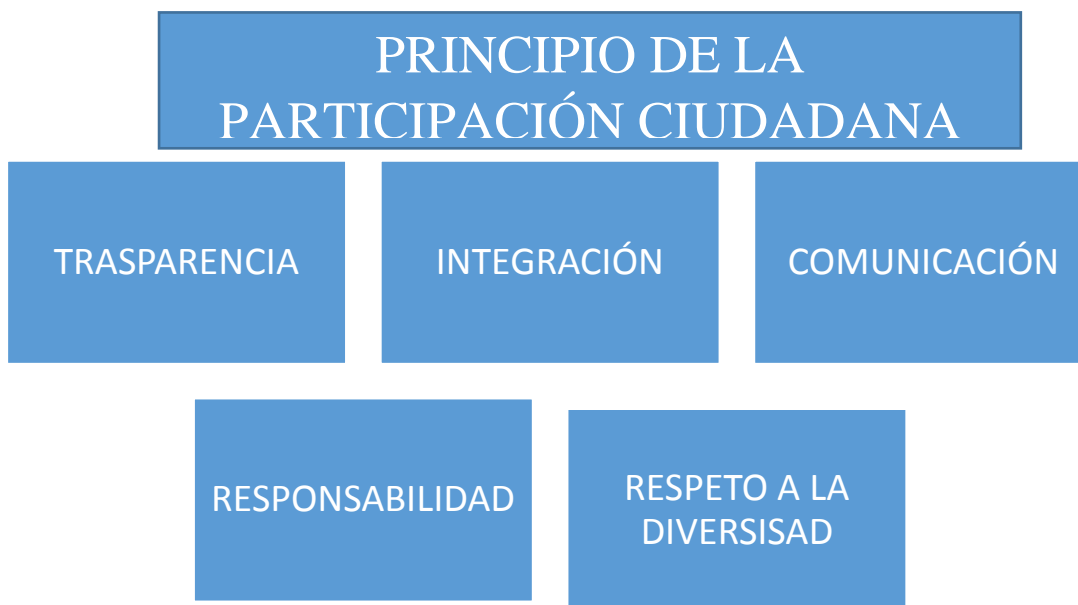 PRINCIPIO DE LA
PARTICIPACIÓN CIUDADANA
TRASPARENCIA
INTEGRACIÓN
COMUNICACIÓN
RESPONSABILIDAD
RESPETO A LA
DIVERSISAD